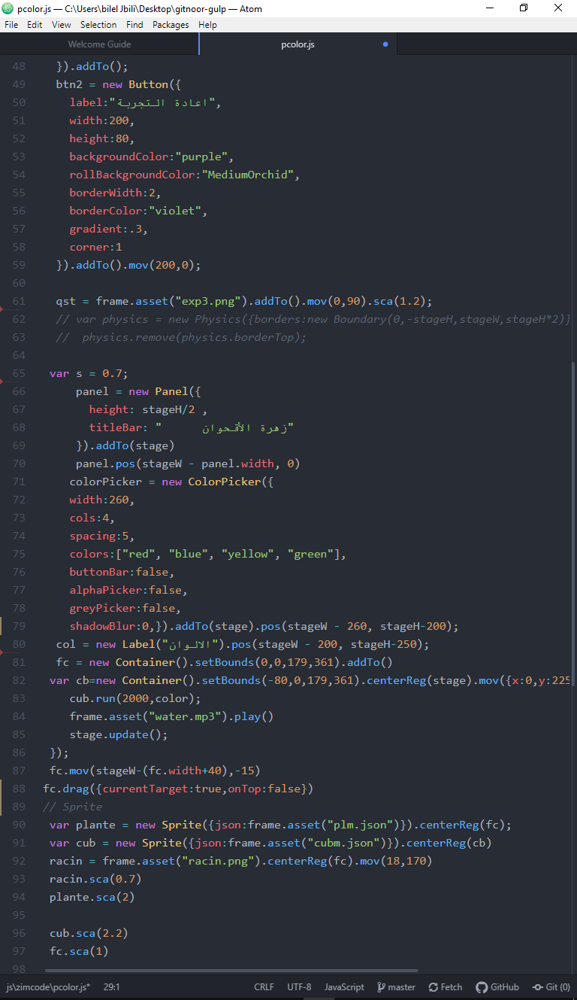 pcolor.js — C:\Users\bilel Jbili\Desktop\gitnoor-gulp — Atom
File Edit View Selection Find Packages Help
Welcome Guide pcolor.js
48 }).addTo();
49 btn2 = new Button({
50 label:"اعادة التجربة",
51 width:200,
52 height:80,
53 backgroundColor:"purple",
54 rollBackgroundColor:"MediumOrchid",
55 borderWidth:2,
56 borderColor:"violet",
57 gradient:.3,
58 corner:1
59 }).addTo().mov(200,0);
60
61 qst = frame.asset("exp3.png").addTo().mov(0,90).sca(1.2);
62 // var physics = new Physics({borders:new Boundary(0,-stageH,stageW,stageH*2)}
63 // physics.remove(physics.borderTop);
64
65 var s = 0.7;
66 panel = new Panel({
67 height: stageH/2 ,
68 titleBar: " زهرة الأقحوان"
69 }).addTo(stage)
70 panel.pos(stageW - panel.width, 0)
71 colorPicker = new ColorPicker({
72 width:260,
73 cols:4,
74 spacing:5,
75 colors:["red", "blue", "yellow", "green"],
76 buttonBar:false,
77 alphaPicker:false,
78 greyPicker:false,
79 shadowBlur:0,}).addTo(stage).pos(stageW - 260, stageH-200);
80 col = new Label("الالوان").pos(stageW - 200, stageH-250);
81 fc = new Container().setBounds(0,0,179,361).addTo()
82 var cb=new Container().setBounds(-80,0,179,361).centerReg(stage).mov({x:0,y:225
83 cub.run(2000,color);
84 frame.asset("water.mp3").play()
85 stage.update();
86 });
87 fc.mov(stageW-(fc.width+40),-15)
88 fc.drag({currentTarget:true,onTop:false})
89 // Sprite
90 var plante = new Sprite({json:frame.asset("plm.json")}).centerReg(fc);
91 var cub = new Sprite({json:frame.asset("cubm.json")}).centerReg(cb)
92 racin = frame.asset("racin.png").centerReg(fc).mov(18,170)
93 racin.sca(0.7)
94 plante.sca(2)
95
96 cub.sca(2.2)
97 fc.sca(1)
98
js\zimcode\pcolor.js* 29:1 CRLF UTF-8 JavaScript master Fetch GitHub Git (0)